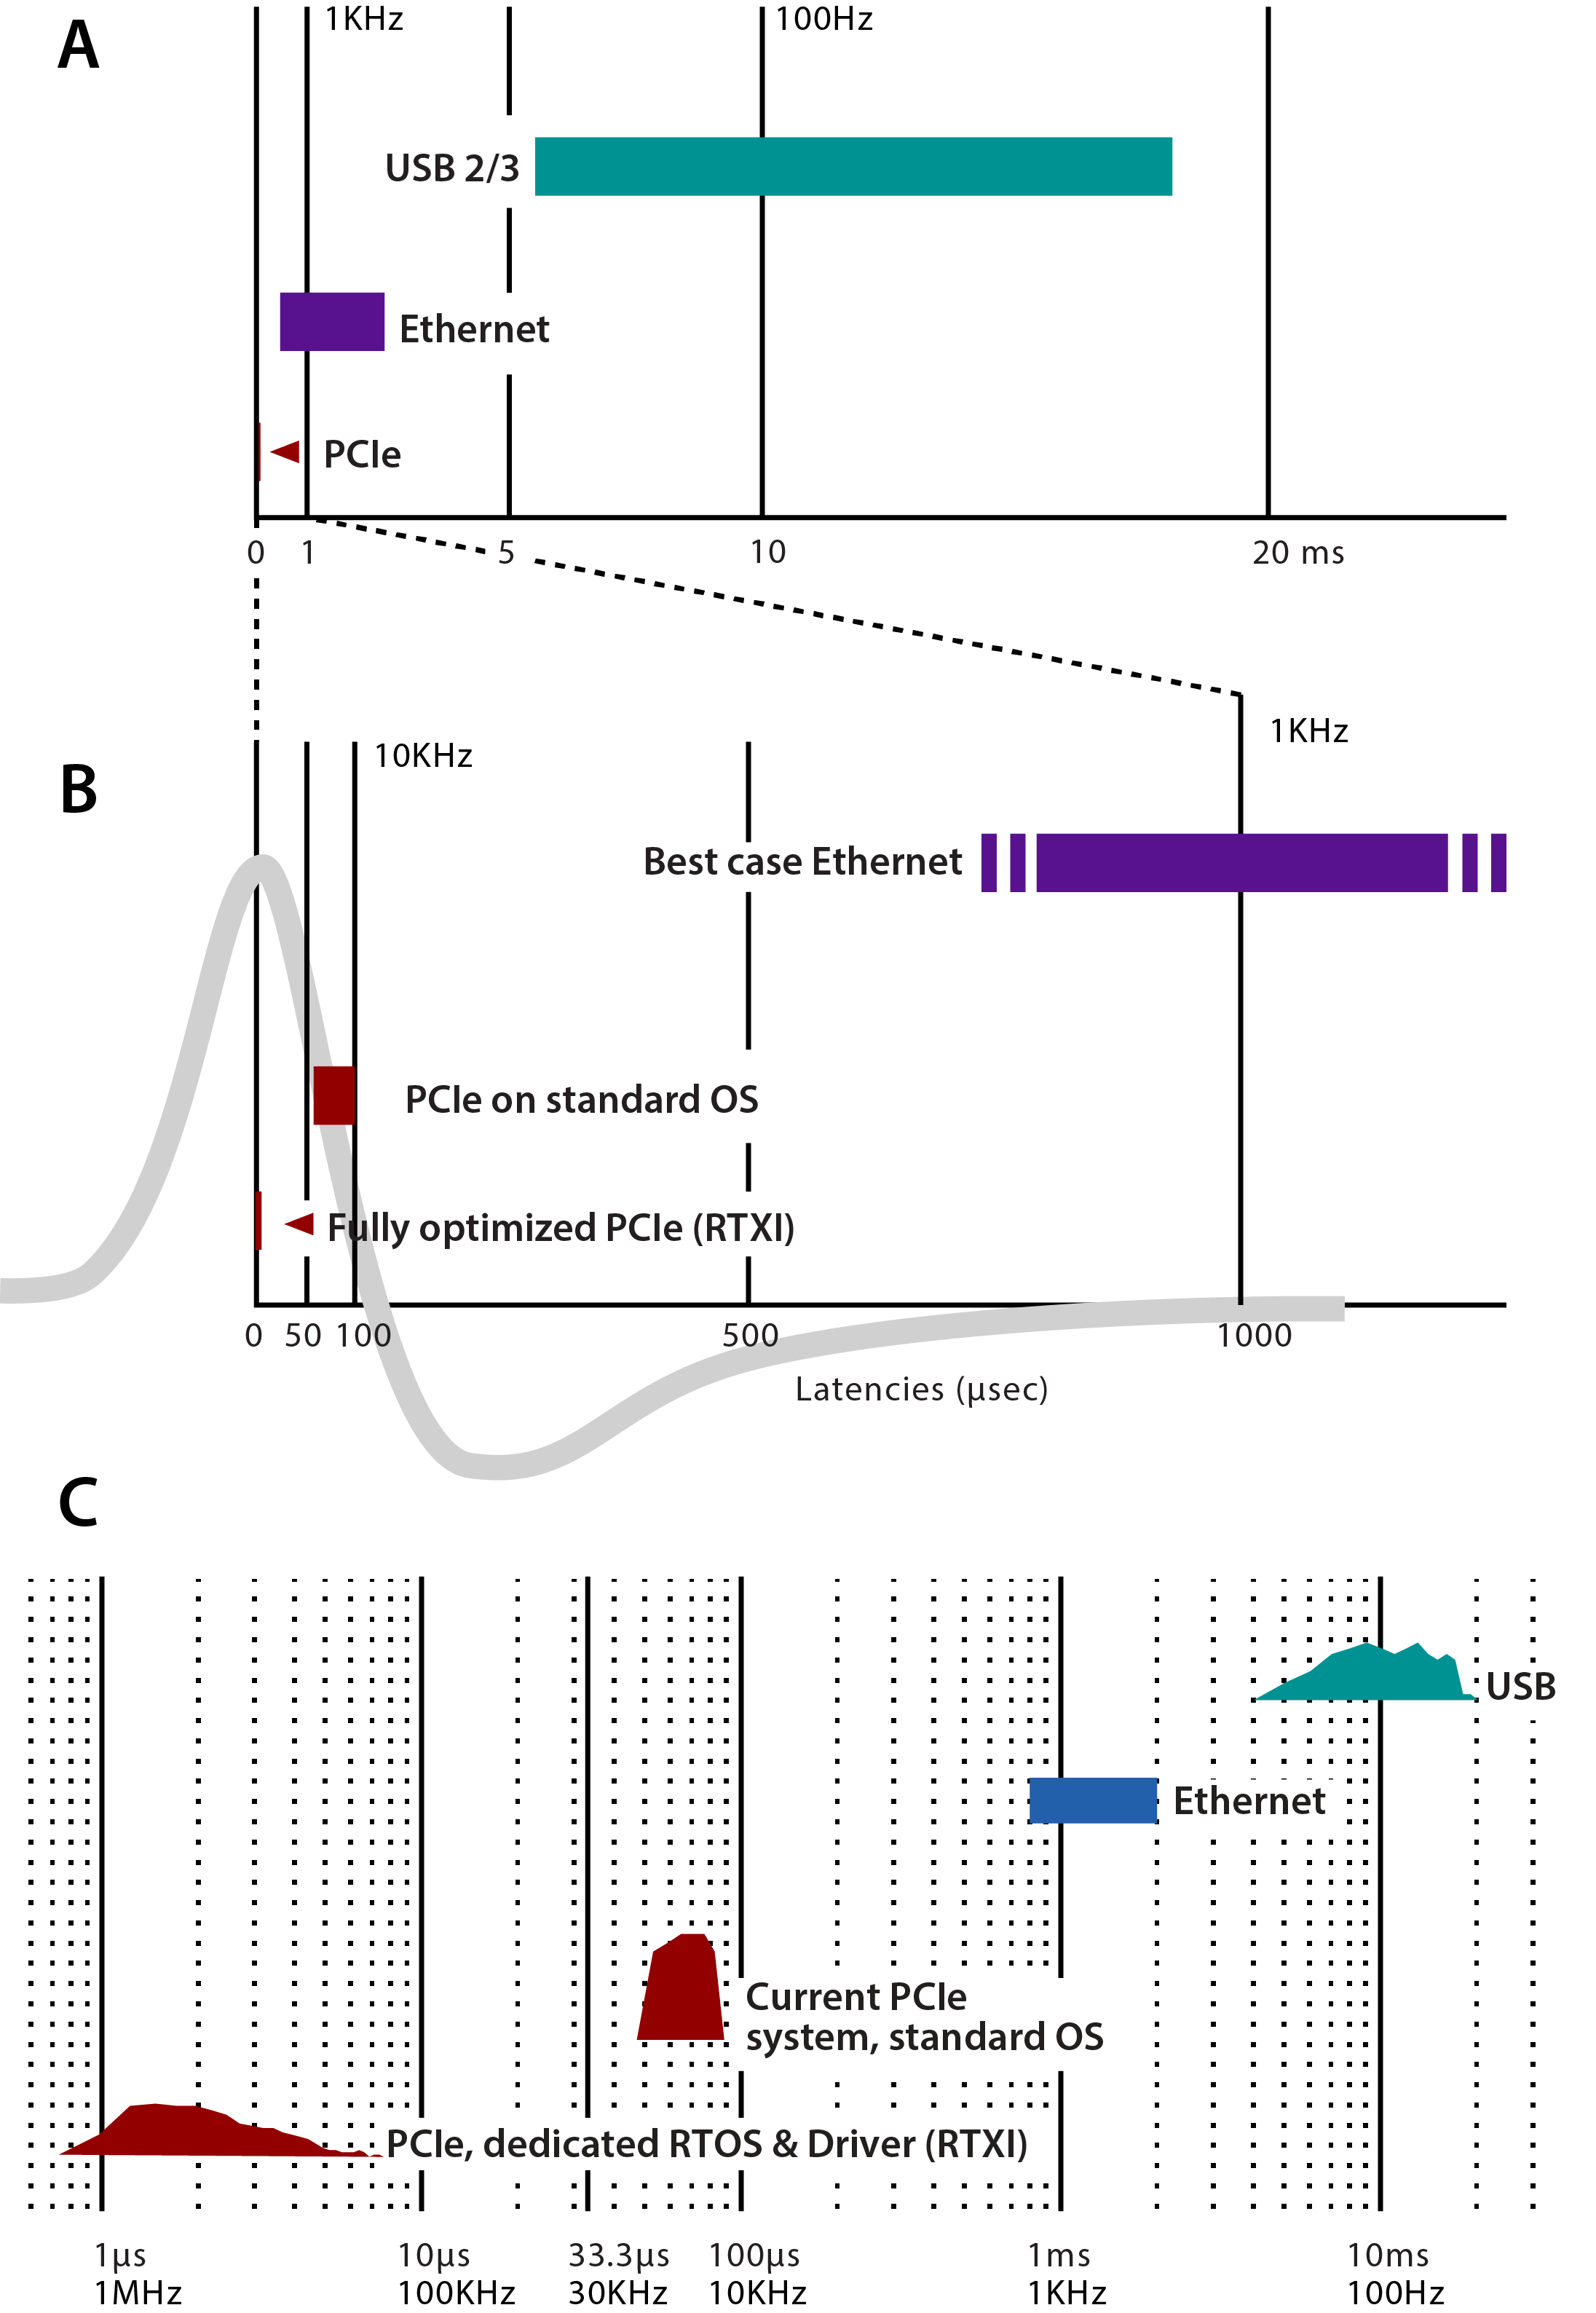 A
1KHz
100Hz
USB 2/3
Ethernet
PCIe
0 1 5 10 20 ms
1KHz
10KHz
B
Best case Ethernet
PCIe on standard OS
Fully optimized PCIe (RTXI)
0 50 100 500 1000
Latencies (µsec)
C
USB
Ethernet
Current PCIe
system, standard OS
PCIe, dedicated RTOS & Driver (RTXI)
1µs 10µs 33.3µs 100µs 1ms 10ms
1MHz 100KHz 30KHz 10KHz 1KHz 100Hz